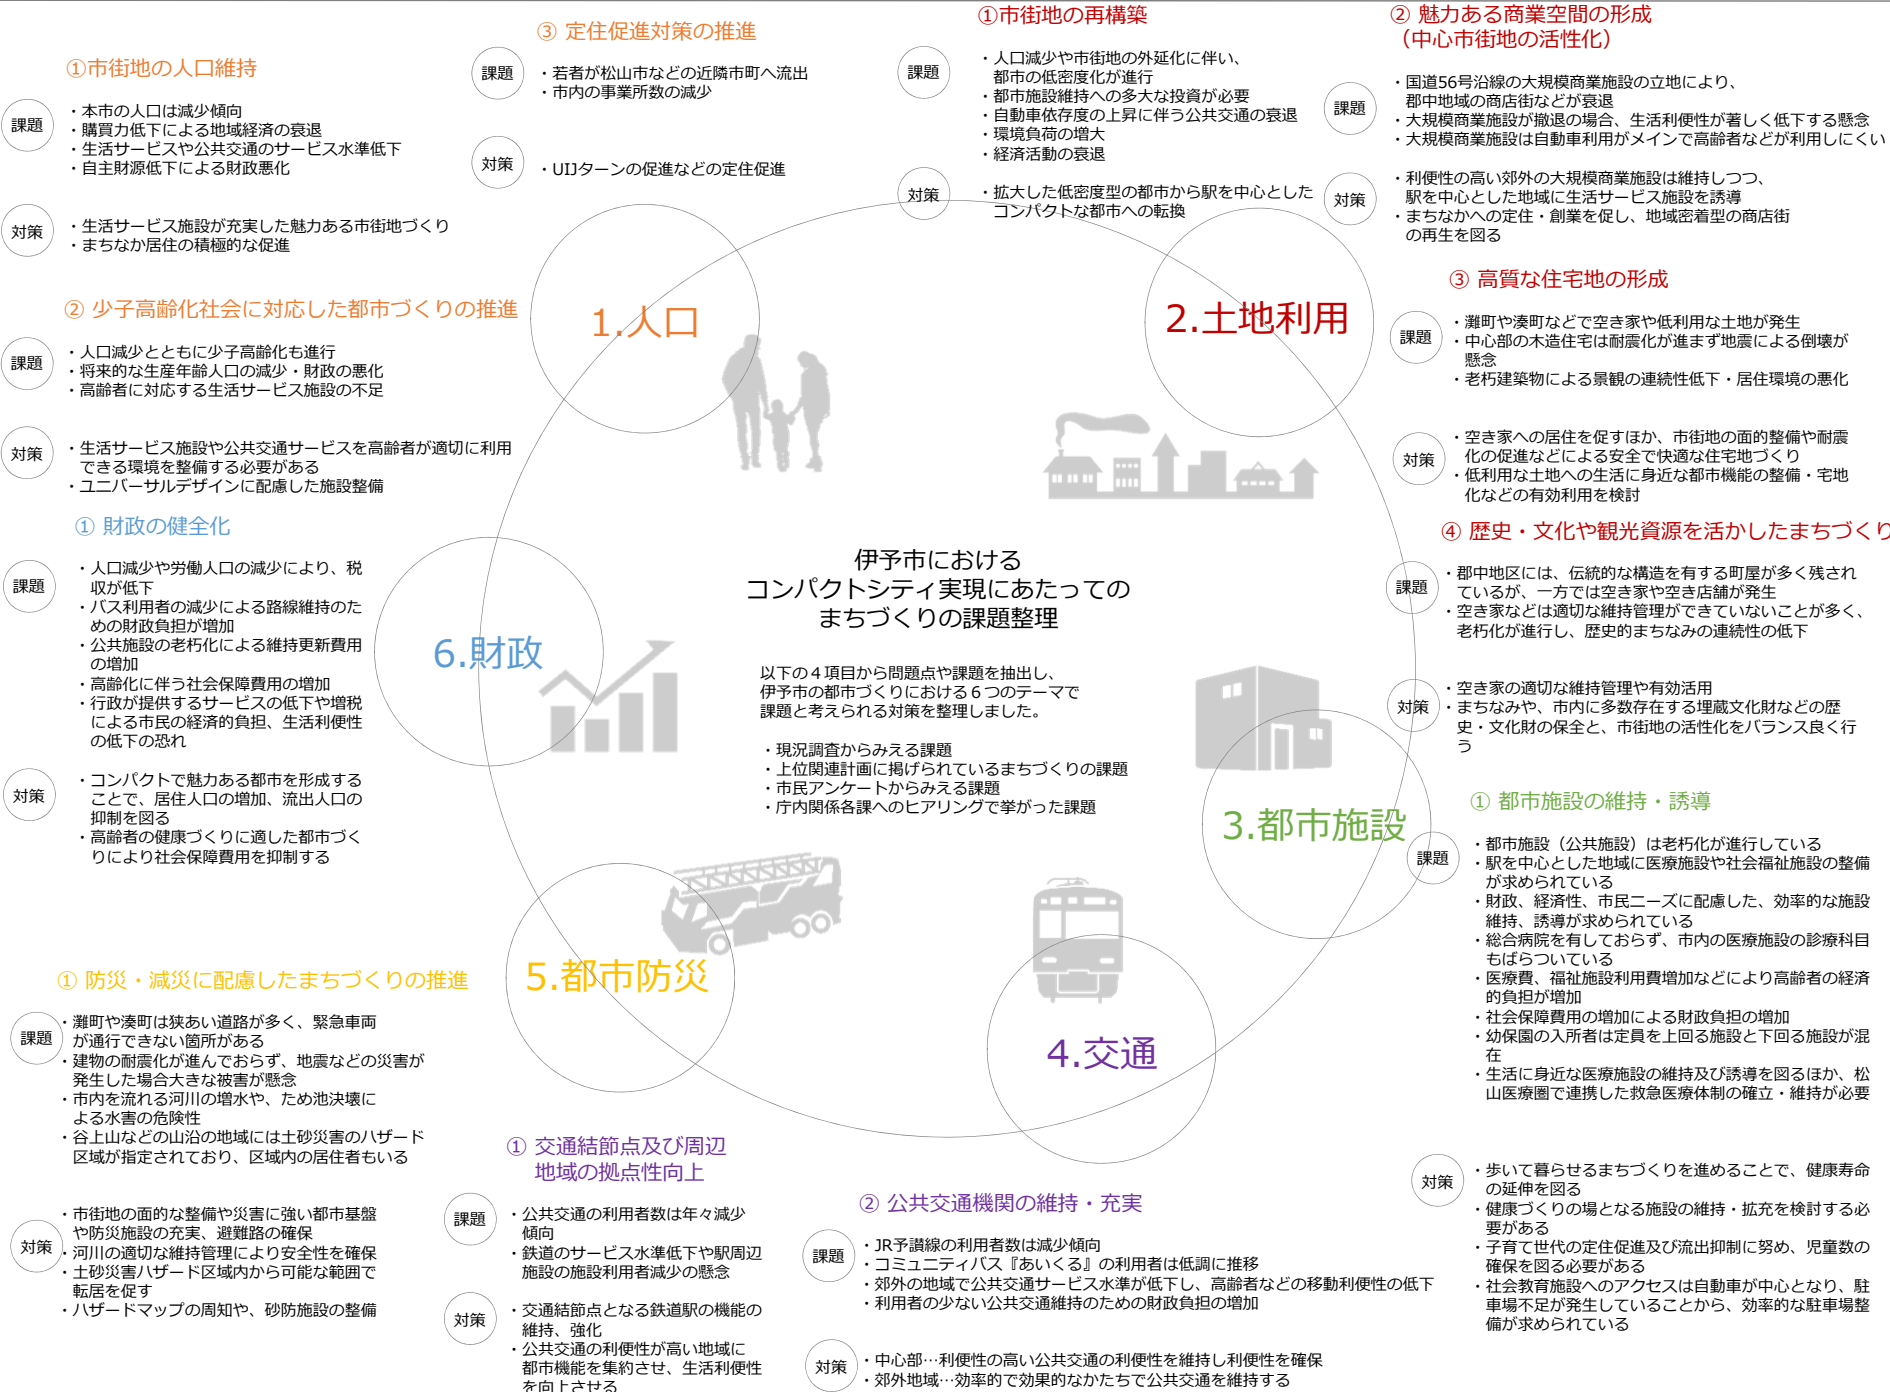 ①市街地の人口維持
課題
・本市の人口は減少傾向
・購買力低下による地域経済の衰退
・生活サービスや公共交通のサービス水準低下
・自主財源低下による財政悪化
対策
・生活サービス施設が充実した魅力ある市街地づくり
・まちなか居住の積極的な促進
② 少子高齢化社会に対応した都市づくりの推進
課題
・人口減少とともに少子高齢化も進行
・将来的な生産年齢人口の減少・財政の悪化
・高齢者に対応する生活サービス施設の不足
対策
・生活サービス施設や公共交通サービスを高齢者が適切に利用
できる環境を整備する必要がある
・ユニバーサルデザインに配慮した施設整備
③ 定住促進対策の推進
課題
・若者が松山市などの近隣市町へ流出
・市内の事業所数の減少
対策
・UIJターンの促進などの定住促進
1.人口
①市街地の再構築
課題
・人口減少や市街地の外延化に伴い、
都市の低密度化が進行
・都市施設維持への多大な投資が必要
・自動車依存度の上昇に伴う公共交通の衰退
・環境負荷の増大
・経済活動の衰退
対策
・拡大した低密度型の都市から駅を中心とした
コンパクトな都市への転換
② 魅力ある商業空間の形成
（中心市街地の活性化）
課題
・国道56号沿線の大規模商業施設の立地により、
郡中地域の商店街などが衰退
・大規模商業施設が撤退の場合、生活利便性が著しく低下する懸念
・大規模商業施設は自動車利用がメインで高齢者などが利用しにくい
対策
・利便性の高い郊外の大規模商業施設は維持しつつ、
駅を中心とした地域に生活サービス施設を誘導
・まちなかへの定住・創業を促し、地域密着型の商店街
の再生を図る
2.土地利用
③ 高質な住宅地の形成
課題
・灘町や湊町などで空き家や低利用な土地が発生
・中心部の木造住宅は耐震化が進まず地震による倒壊が
懸念
・老朽建築物による景観の連続性低下・居住環境の悪化
対策
・空き家への居住を促すほか、市街地の面的整備や耐震
化の促進などによる安全で快適な住宅地づくり
・低利用な土地への生活に身近な都市機能の整備・宅地
化などの有効利用を検討
④ 歴史・文化や観光資源を活かしたまちづくり
課題
・郡中地区には、伝統的な構造を有する町屋が多く残され
ているが、一方では空き家や空き店舗が発生
・空き家などは適切な維持管理ができていないことが多く、
老朽化が進行し、歴史的まちなみの連続性の低下
対策
・空き家の適切な維持管理や有効活用
・まちなみや、市内に多数存在する埋蔵文化財などの歴
史・文化財の保全と、市街地の活性化をバランス良く行
う
伊予市における
コンパクトシティ実現にあたっての
まちづくりの課題整理
以下の４項目から問題点や課題を抽出し、
伊予市の都市づくりにおける６つのテーマで
課題と考えられる対策を整理しました。
・現況調査からみえる課題
・上位関連計画に掲げられているまちづくりの課題
・市民アンケートからみえる課題
・庁内関係各課へのヒアリングで挙がった課題
① 財政の健全化
課題
・人口減少や労働人口の減少により、税
収が低下
・バス利用者の減少による路線維持のた
めの財政負担が増加
・公共施設の老朽化による維持更新費用
の増加
・高齢化に伴う社会保障費用の増加
・行政が提供するサービスの低下や増税
による市民の経済的負担、生活利便性
の低下の恐れ
対策
・コンパクトで魅力ある都市を形成する
ことで、居住人口の増加、流出人口の
抑制を図る
・高齢者の健康づくりに適した都市づく
りにより社会保障費用を抑制する
6.財政
3.都市施設
① 都市施設の維持・誘導
課題
・都市施設（公共施設）は老朽化が進行している
・駅を中心とした地域に医療施設や社会福祉施設の整備
が求められている
・財政、経済性、市民ニーズに配慮した、効率的な施設
維持、誘導が求められている
・総合病院を有しておらず、市内の医療施設の診療科目
もばらついている
・医療費、福祉施設利用費増加などにより高齢者の経済
的負担が増加
・社会保障費用の増加による財政負担の増加
・幼保園の入所者は定員を上回る施設と下回る施設が混
在
・生活に身近な医療施設の維持及び誘導を図るほか、松
山医療圏で連携した救急医療体制の確立・維持が必要
対策
・歩いて暮らせるまちづくりを進めることで、健康寿命
の延伸を図る
・健康づくりの場となる施設の維持・拡充を検討する必
要がある
・子育て世代の定住促進及び流出抑制に努め、児童数の
確保を図る必要がある
・社会教育施設へのアクセスは自動車が中心となり、駐
車場不足が発生していることから、効率的な駐車場整
備が求められている
5.都市防災
① 防災・減災に配慮したまちづくりの推進
課題
・灘町や湊町は狭あい道路が多く、緊急車両
が通行できない箇所がある
・建物の耐震化が進んでおらず、地震などの災害が
発生した場合大きな被害が懸念
・市内を流れる河川の増水や、ため池決壊に
よる水害の危険性
・谷上山などの山沿の地域には土砂災害のハザード
区域が指定されており、区域内の居住者もいる
対策
・市街地の面的な整備や災害に強い都市基盤
や防災施設の充実、避難路の確保
・河川の適切な維持管理により安全性を確保
・土砂災害ハザード区域内から可能な範囲で
転居を促す
・ハザードマップの周知や、砂防施設の整備
4.交通
① 交通結節点及び周辺
地域の拠点性向上
課題
・公共交通の利用者数は年々減少
傾向
・鉄道のサービス水準低下や駅周辺
施設の施設利用者減少の懸念
対策
・交通結節点となる鉄道駅の機能の
維持、強化
・公共交通の利便性が高い地域に
都市機能を集約させ、生活利便性
を向上させる
② 公共交通機関の維持・充実
課題
・JR予讃線の利用者数は減少傾向
・コミュニティバス『あいくる』の利用者は低調に推移
・郊外の地域で公共交通サービス水準が低下し、高齢者などの移動利便性の低下
・利用者の少ない公共交通維持のための財政負担の増加
対策
・中心部…利便性の高い公共交通の利便性を維持し利便性を確保
・郊外地域…効率的で効果的なかたちで公共交通を維持する